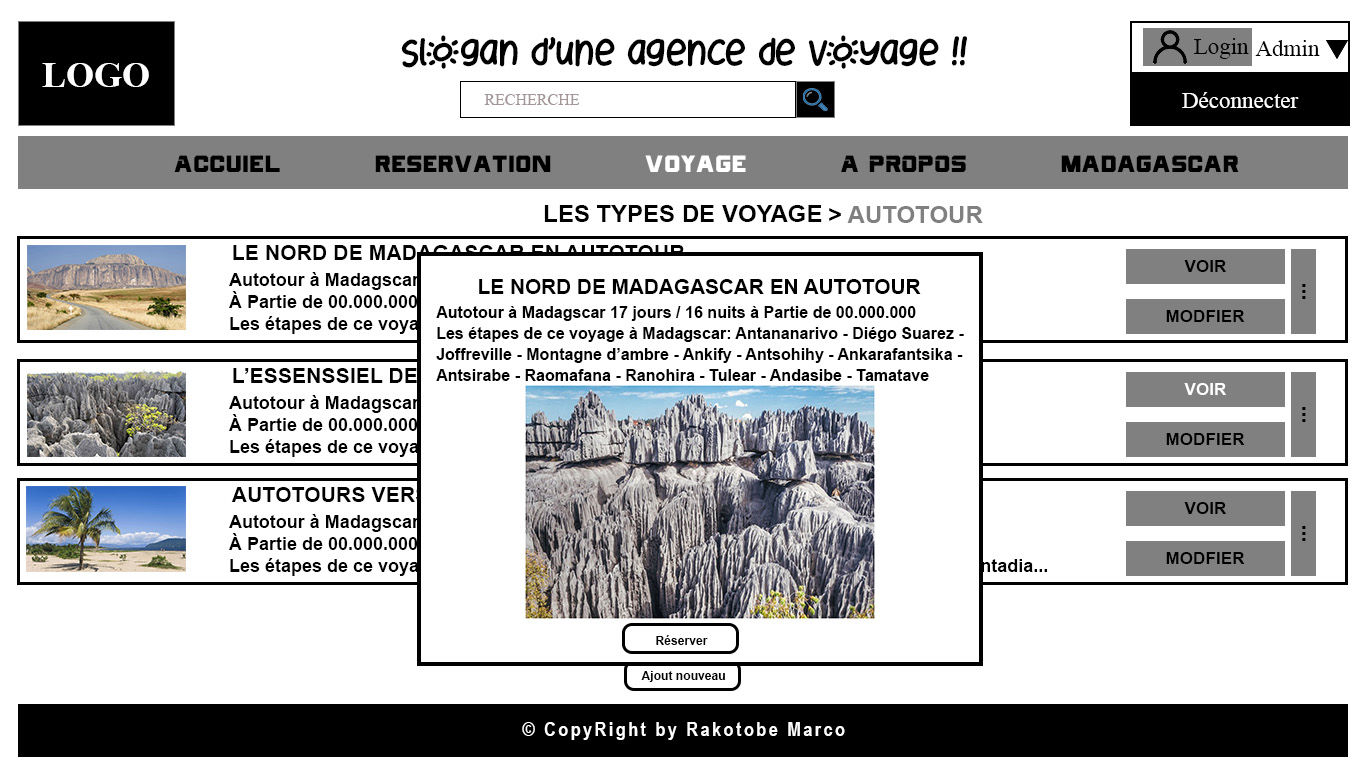 LOGO
slogan d'une agence de voyage !!
RECHERCHE
Login Admin
Déconnecter
ACCUIEL RESERVATION VOYAGE A PROPOS MADAGASCAR
LES TYPES DE VOYAGE > AUTOTOUR
LE NORD DE MADAGASCAR EN AUTOTOUR
Autotour à Madagscar
À Partie de 00.000.000
Les étapes de ce voya
VOIR
MODFIER
LE NORD DE MADAGASCAR EN AUTOTOUR
Autotour à Madagscar 17 jours / 16 nuits à Partie de 00.000.000
Les étapes de ce voyage à Madagscar: Antananarivo - Diégo Suarez -
Joffreville - Montagne d’ambre - Ankify - Antsohihy - Ankarafantsika -
Antsirabe - Raomafana - Ranohira - Tulear - Andasibe - Tamatave
Réserver
L’ESSENSSIEL DE
Autotour à Madagscar
À Partie de 00.000.000
Les étapes de ce voya
VOIR
MODFIER
AUTOTOURS VER
Autotour à Madagscar
À Partie de 00.000.000
Les étapes de ce voya ntadia...
VOIR
MODFIER
Ajout nouveau
© CopyRight by Rakotobe Marco